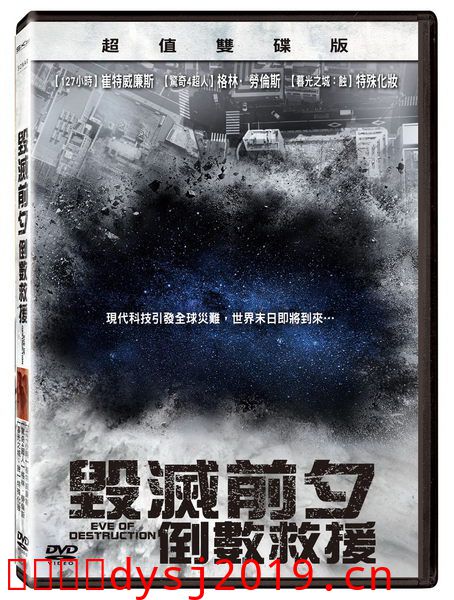 超值雙碟版
【127小時】崔特威廉斯 【驚奇4超人】格林·勞倫斯 【暮光之城:蝕】特殊化妝
現代科技引發全球災難,世界末日即將到來…
毀滅前夕
EVE OF
DESTRUCTION
倒數救援
DVD
VIDEO
毀滅前夕 倒數救援
DVD
dysj2019.cn